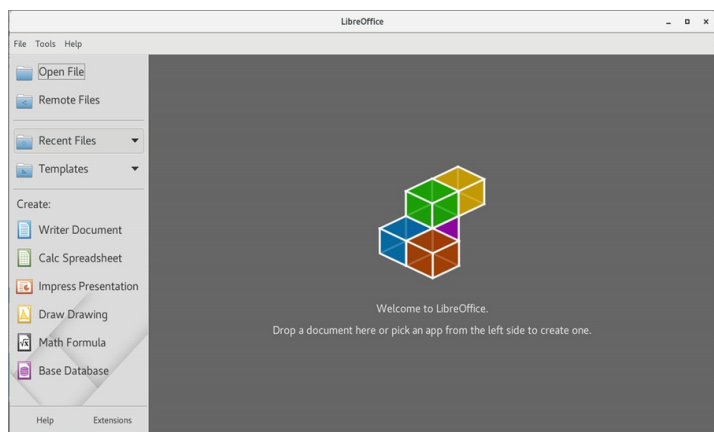 LibreOffice
File Tools Help
Open File
Remote Files
Recent Files
Templates
Create:
Writer Document
Calc Spreadsheet
Impress Presentation
Draw Drawing
Math Formula
Base Database
Help Extensions
Welcome to LibreOffice.
Drop a document here or pick an app from the left side to create one.